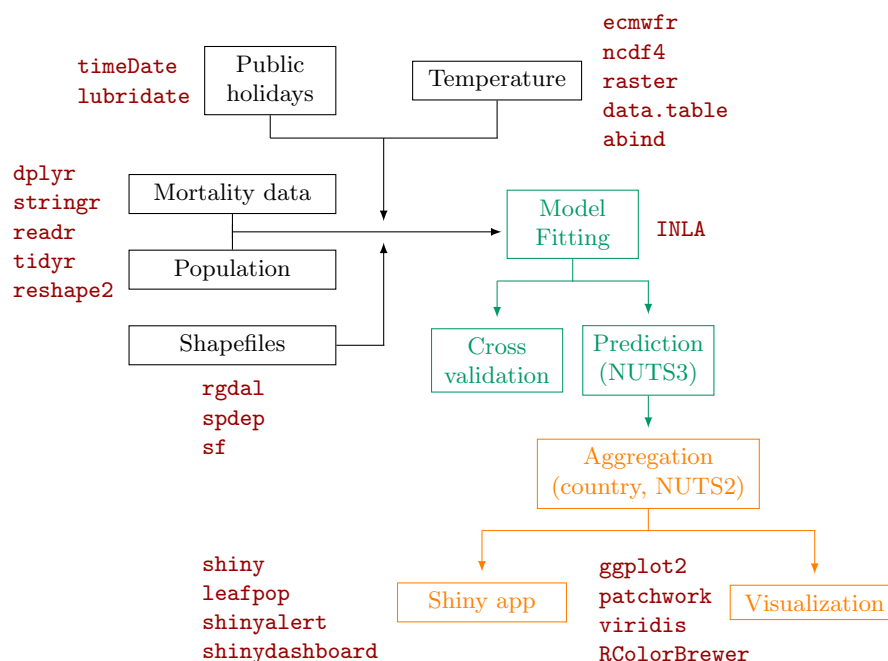 timeDate
lubridate
Public
holidays
Temperature
ecmwfr
ncdf4
raster
data.table
abind
dplyr
stringr
readr
tidyr
reshape2
Mortality data
Population
Model
Fitting
INLA
Shapefiles
rgdal
spdep
sf
Cross
validation
Prediction
(NUTS3)
Aggregation
(country, NUTS2)
shiny
leafpop
shinyalert
shinydashboard
Shiny app
ggplot2
patchwork
viridis
RColorBrewer
Visualization